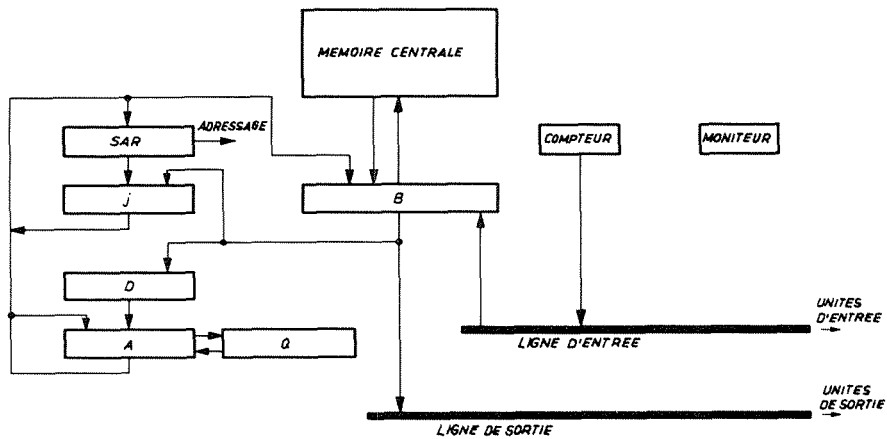 MEMOIRE CENTRALE
ADRESSAGE
SAR
COMPTEUR
MONITEUR
j
B
D
A
Q
UNITES
D'ENTREE
LIGNE D'ENTREE
UNITES
DE SORTIE
LIGNE DE SORTIE